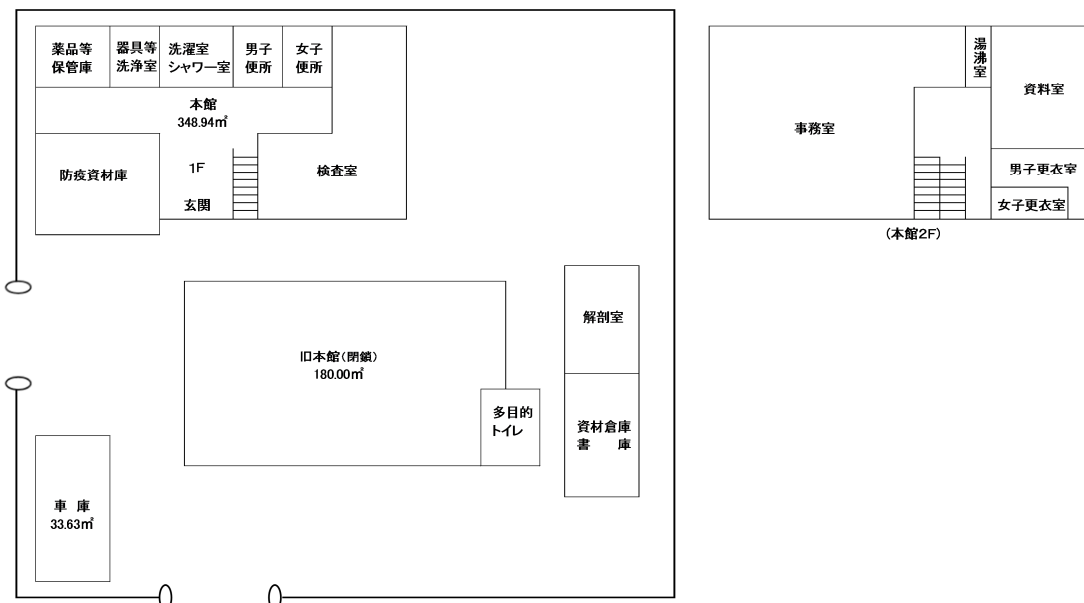 薬品等
保管庫
器具等
洗浄室
洗濯室
シャワー室
男子
便所
女子
便所
本館
348.94㎡
防疫資材庫
1F
玄関
検査室
湯沸室
資料室
事務室
男子更衣室
女子更衣室
(本館2F)
解剖室
旧本館(閉鎖)
180.00㎡
多目的
トイレ
資材倉庫
書　庫
車 庫
33.63㎡